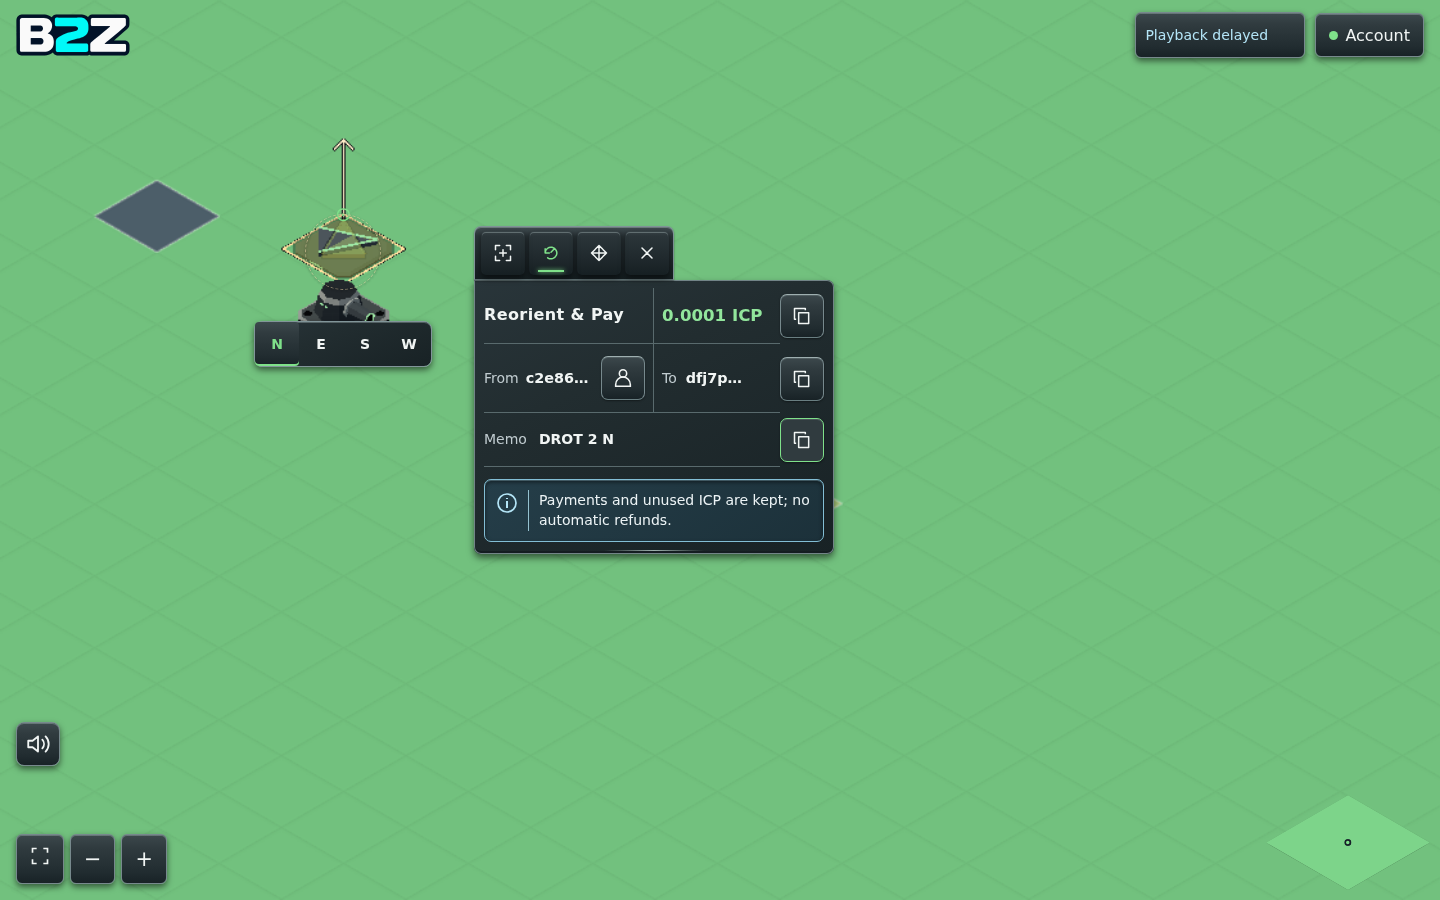 B2Z
Playback delayed
Account
Reorient & Pay
0.0001 ICP
From c2e86...
To dfj7p...
N E S W
Memo DROT 2 N
Payments and unused ICP are kept; no
automatic refunds.